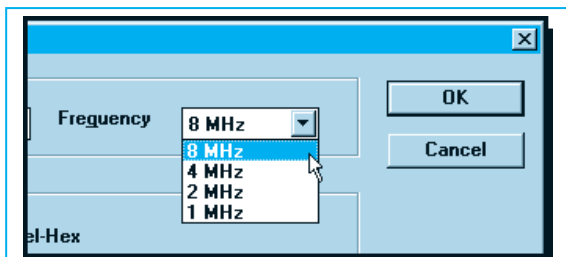 OK
Frequency 8 MHz
8 MHz
Cancel
4 MHz
2 MHz
1 MHz
el-Hex